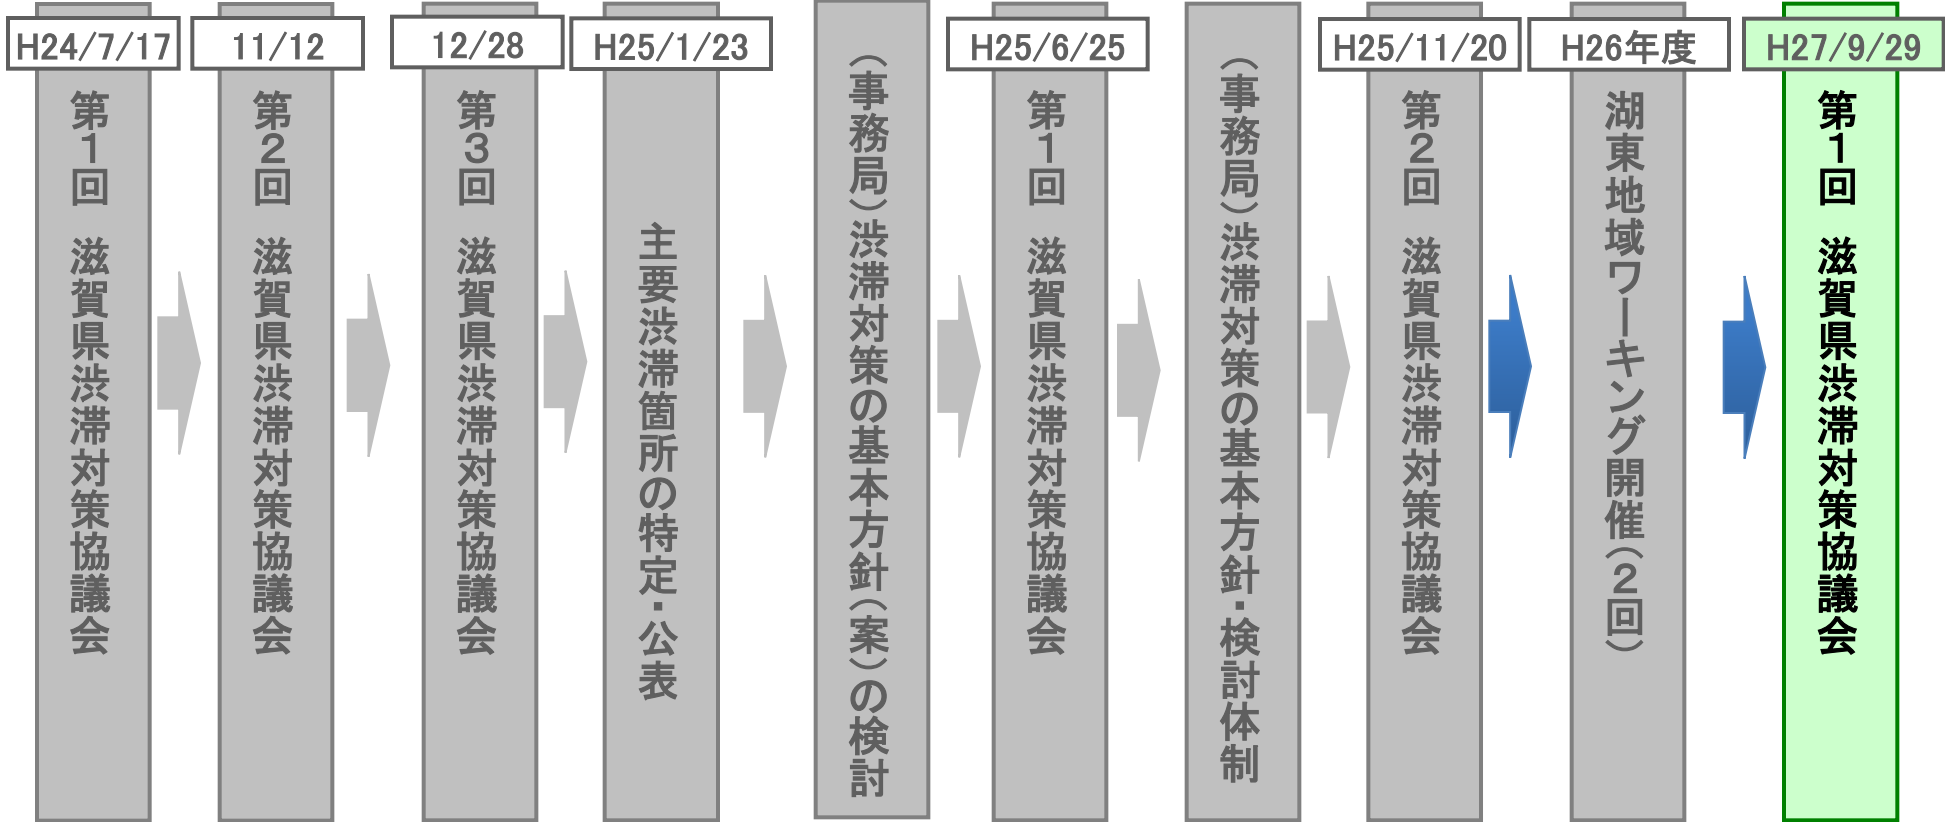 H24/7/17
第１回　滋賀県渋滞対策協議会
11/12
第２回　滋賀県渋滞対策協議会
12/28
第３回　滋賀県渋滞対策協議会
H25/1/23
主要渋滞箇所の特定・公表
（事務局）渋滞対策の基本方針（案）の検討
H25/6/25
第１回　滋賀県渋滞対策協議会
（事務局）渋滞対策の基本方針・検討体制
H25/11/20
第２回　滋賀県渋滞対策協議会
H26年度
湖東地域ワーキング開催（２回）
H27/9/29
第１回　滋賀県渋滞対策協議会